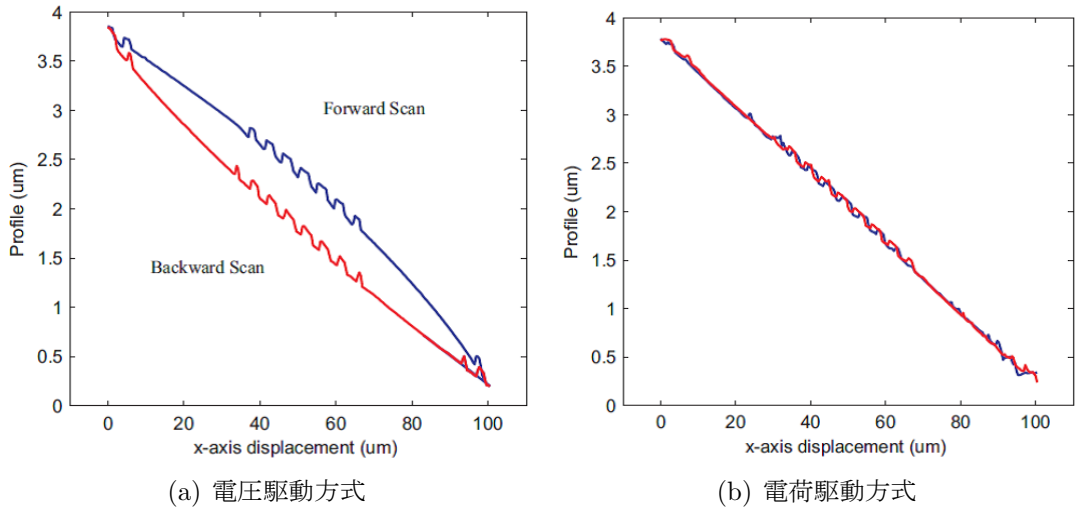 4
3.5
3
2.5
2
1.5
1
0.5
0
Profile (um)
Forward Scan
Backward Scan
0 20 40 60 80 100
x-axis displacement (um)
(a) 電圧駆動方式
4
3.5
3
2.5
2
1.5
1
0.5
0
Profile (um)
0 20 40 60 80 100
x-axis displacement (um)
(b) 電荷駆動方式